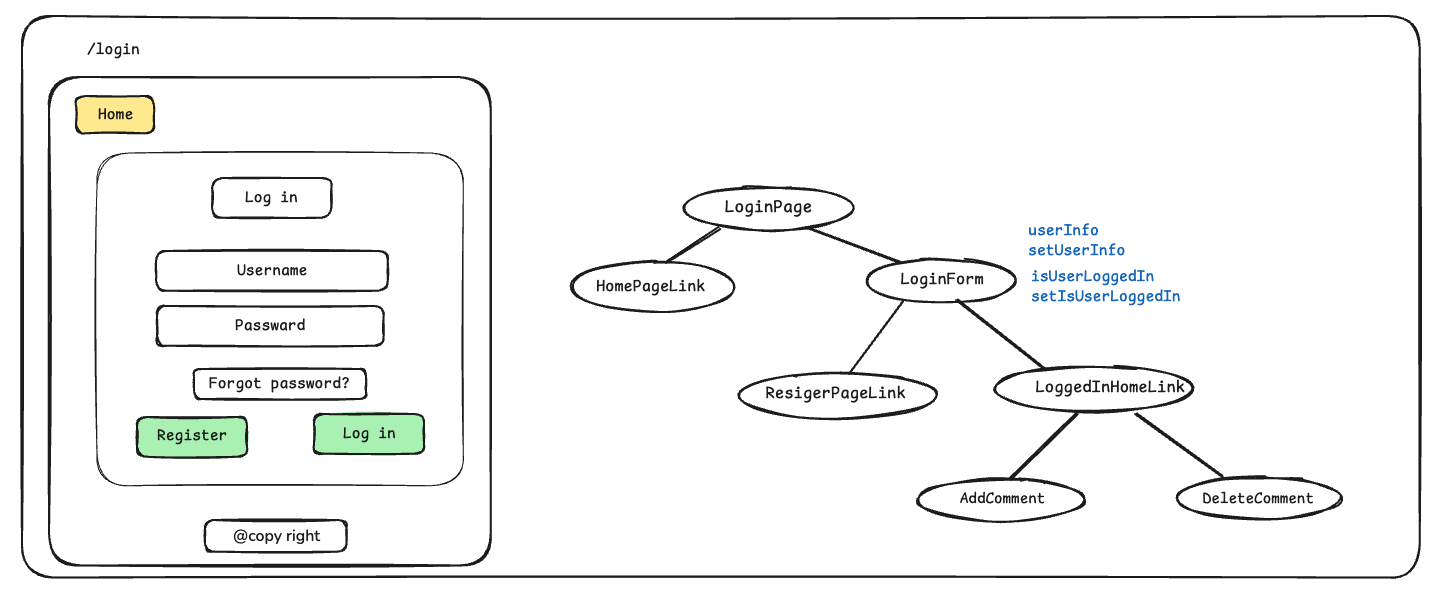 /login
Home
Log in
Username
Passward
Forgot password?
Register
Log in
@copy right
LoginPage
HomePageLink
LoginForm
userInfo
setUserInfo
isUserLoggedIn
setIsUserLoggedIn
ResigerPageLink
LoggedInHomeLink
AddComment
DeleteComment